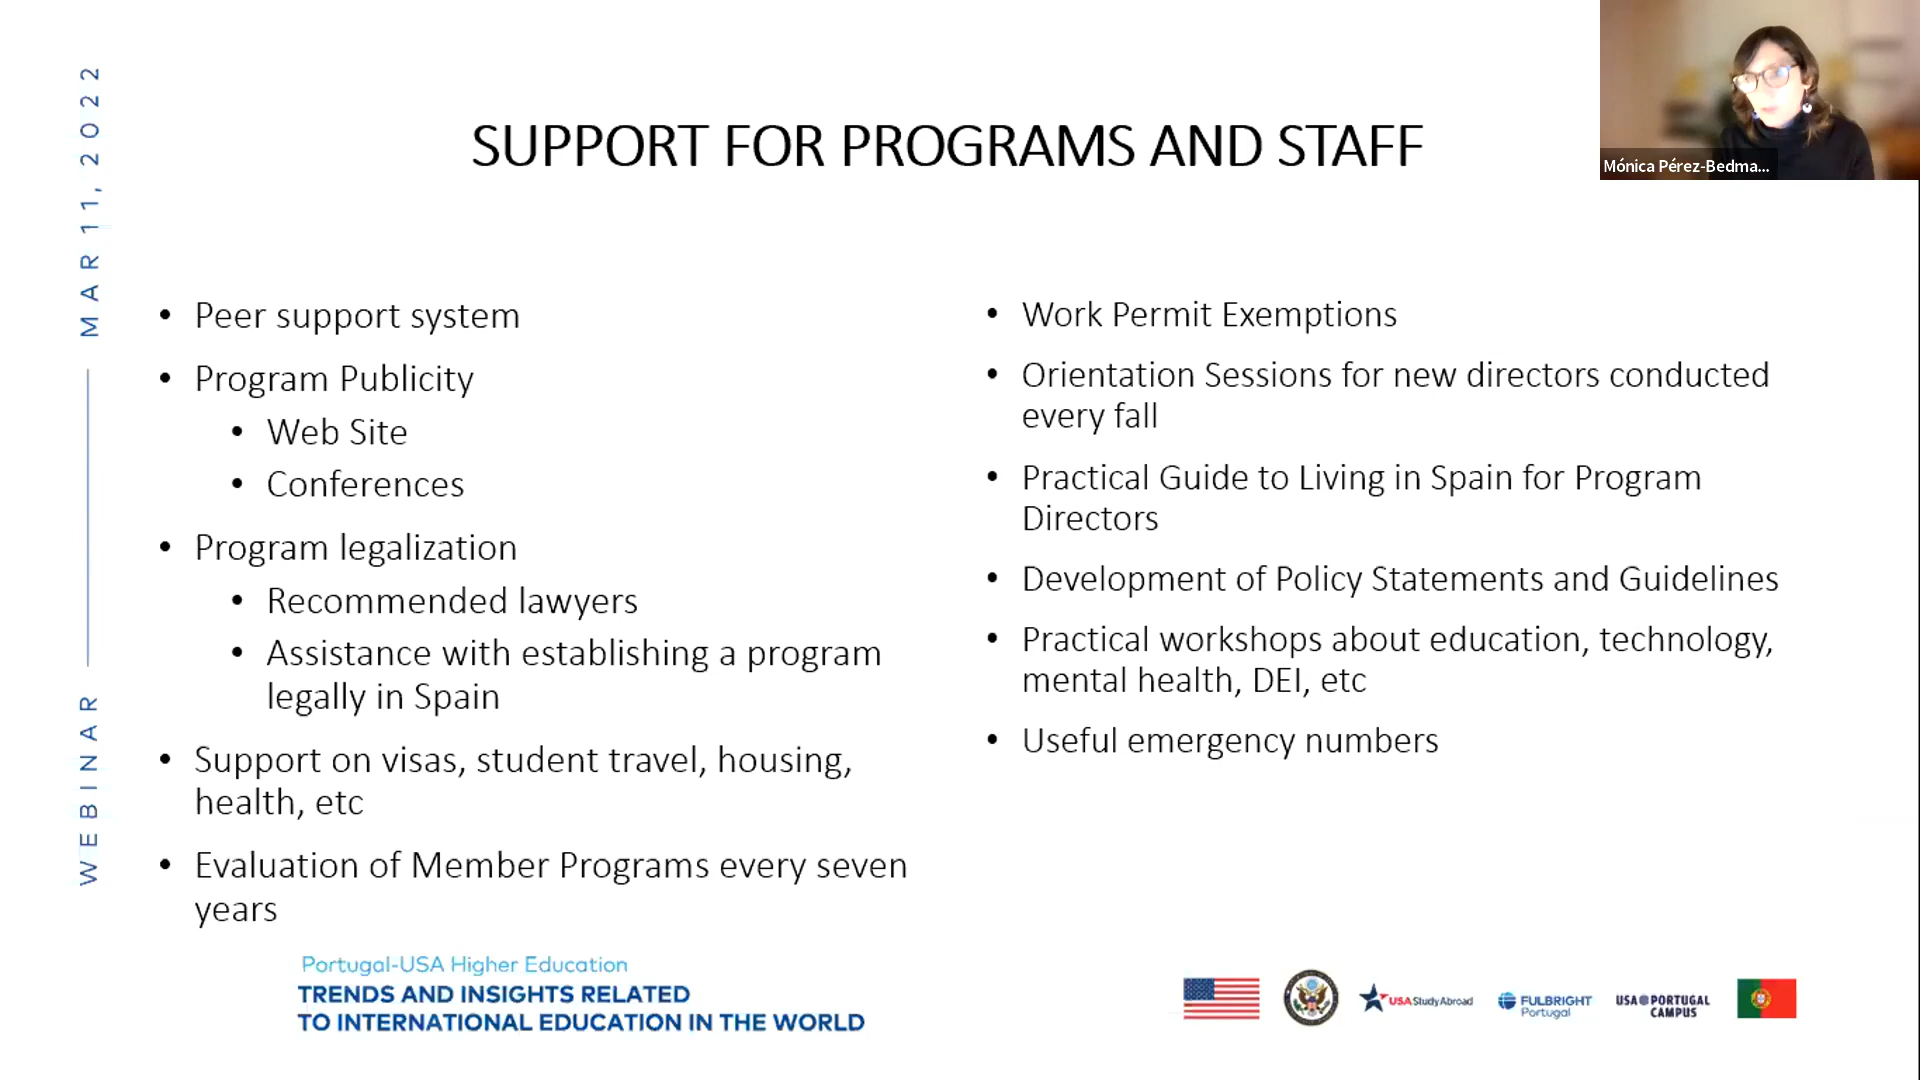 MAR 11, 2022
WEBINAR
SUPPORT FOR PROGRAMS AND STAFF
Mónica Pérez-Bedma...
• Peer support system
• Program Publicity
• Web Site
• Conferences
• Program legalization
• Recommended lawyers
• Assistance with establishing a program
legally in Spain
• Support on visas, student travel, housing,
health, etc
• Evaluation of Member Programs every seven
years
• Work Permit Exemptions
• Orientation Sessions for new directors conducted
every fall
• Practical Guide to Living in Spain for Program
Directors
• Development of Policy Statements and Guidelines
• Practical workshops about education, technology,
mental health, DEI, etc
• Useful emergency numbers
Portugal-USA Higher Education
TRENDS AND INSIGHTS RELATED
TO INTERNATIONAL EDUCATION IN THE WORLD
USA Study Abroad
FULBRIGHT
Portugal
USA PORTUGAL
CAMPUS